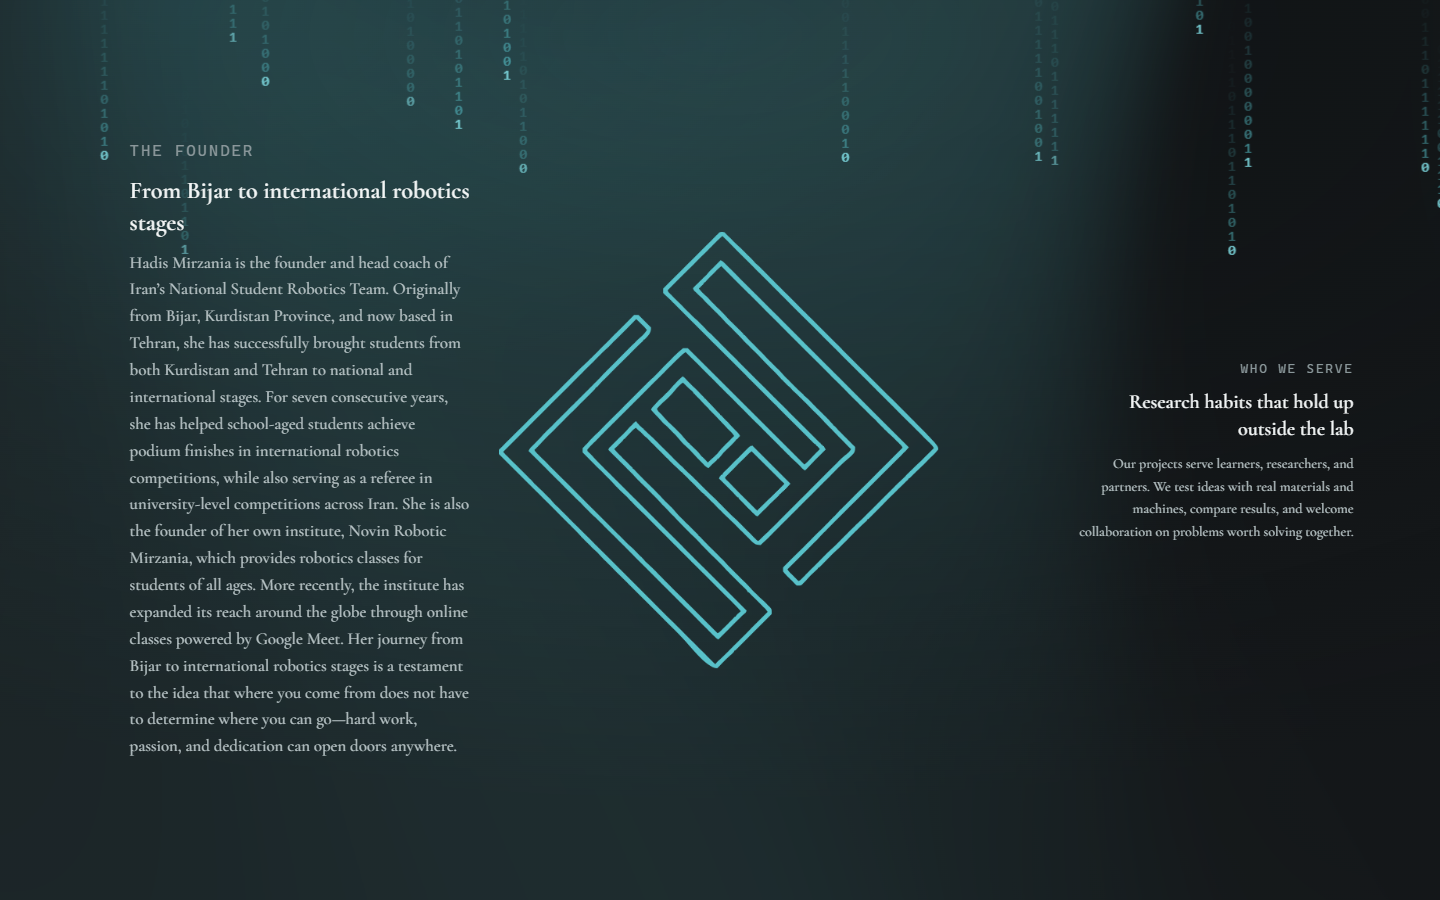 THE FOUNDER
From Bijar to international robotics
stages
Hadis Mirzania is the founder and head coach of
Iran’s National Student Robotics Team. Originally
from Bijar, Kurdistan Province, and now based in
Tehran, she has successfully brought students from
both Kurdistan and Tehran to national and
international stages. For seven consecutive years,
she has helped school-aged students achieve
podium finishes in international robotics
competitions, while also serving as a referee in
university-level competitions across Iran. She is also
the founder of her own institute, Novin Robotic
Mirzania, which provides robotics classes for
students of all ages. More recently, the institute has
expanded its reach around the globe through online
classes powered by Google Meet. Her journey from
Bijar to international robotics stages is a testament
to the idea that where you come from does not have
to determine where you can go—hard work,
passion, and dedication can open doors anywhere.
WHO WE SERVE
Research habits that hold up
outside the lab
Our projects serve learners, researchers, and
partners. We test ideas with real materials and
machines, compare results, and welcome
collaboration on problems worth solving together.